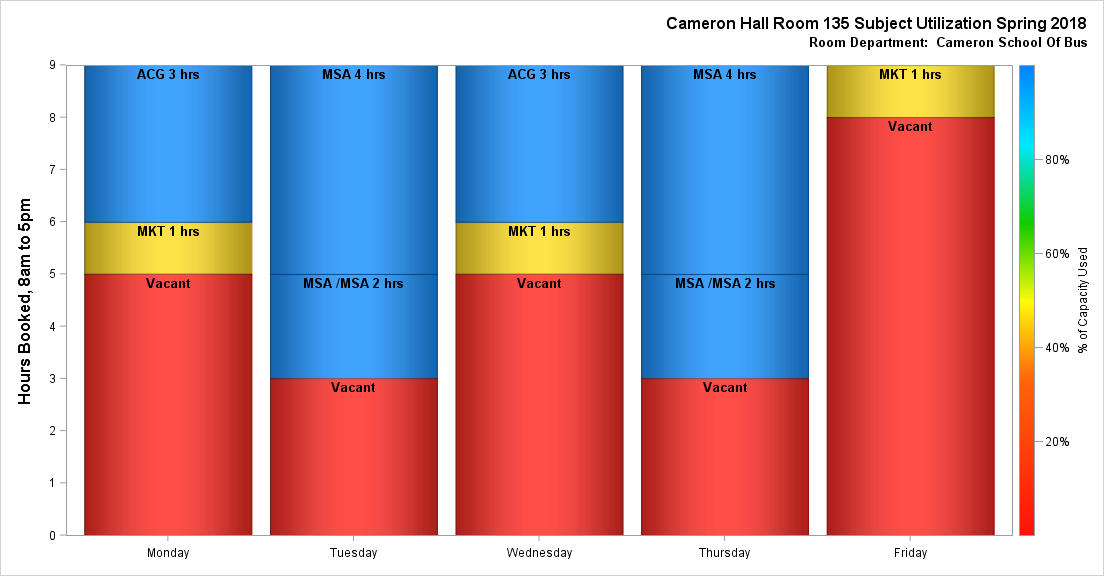 Cameron Hall Room 135 Subject Utilization Spring 2018
Room Department:  Cameron School Of Bus
Hours Booked, 8am to 5pm
9
8
7
6
5
4
3
2
1
0
ACG 3 hrs
MKT 1 hrs
Vacant
MSA 4 hrs
MSA /MSA 2 hrs
Vacant
ACG 3 hrs
MKT 1 hrs
Vacant
MSA 4 hrs
MSA /MSA 2 hrs
Vacant
MKT 1 hrs
Vacant
Monday
Tuesday
Wednesday
Thursday
Friday
80%
60%
40%
20%
% of Capacity Used